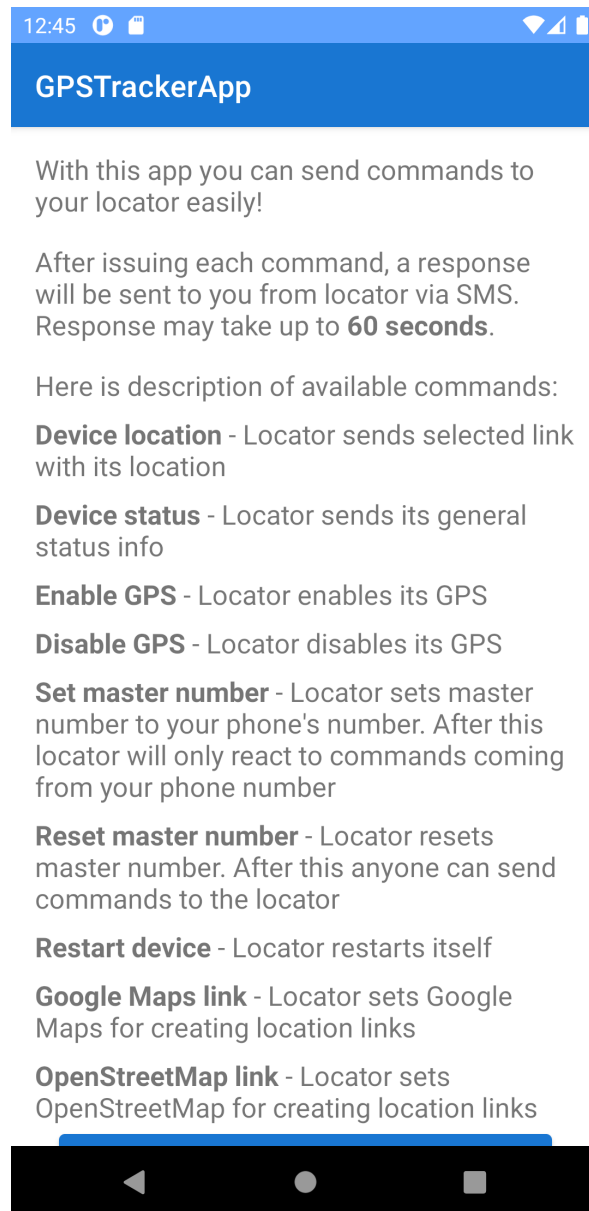 12:45
GPSTrackerApp
With this app you can send commands to
your locator easily!
After issuing each command, a response
will be sent to you from locator via SMS.
Response may take up to 60 seconds.
Here is description of available commands:
Device location - Locator sends selected link
with its location
Device status - Locator sends its general
status info
Enable GPS - Locator enables its GPS
Disable GPS - Locator disables its GPS
Set master number - Locator sets master
number to your phone's number. After this
locator will only react to commands coming
from your phone number
Reset master number - Locator resets
master number. After this anyone can send
commands to the locator
Restart device - Locator restarts itself
Google Maps link - Locator sets Google
Maps for creating location links
OpenStreetMap link - Locator sets
OpenStreetMap for creating location links